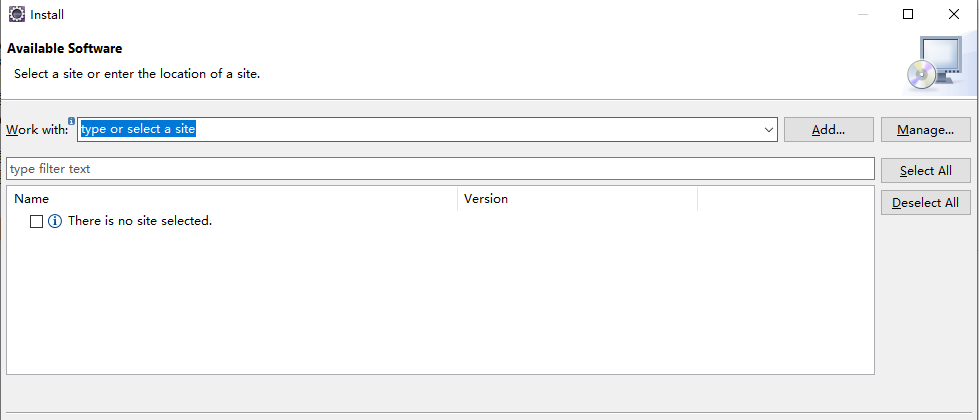 Install
Available Software
Select a site or enter the location of a site.
Work with: type or select a site Add... Manage...
type filter text Select All
Name Version Deselect All
There is no site selected.